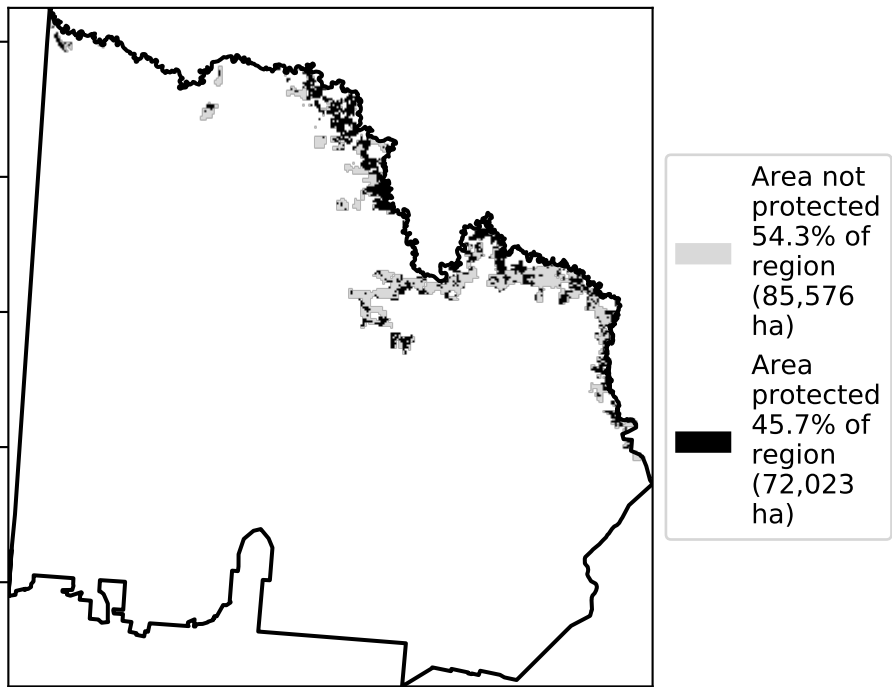 Area not
protected
54.3% of
region
(85,576
ha)
Area
protected
45.7% of
region
(72,023
ha)